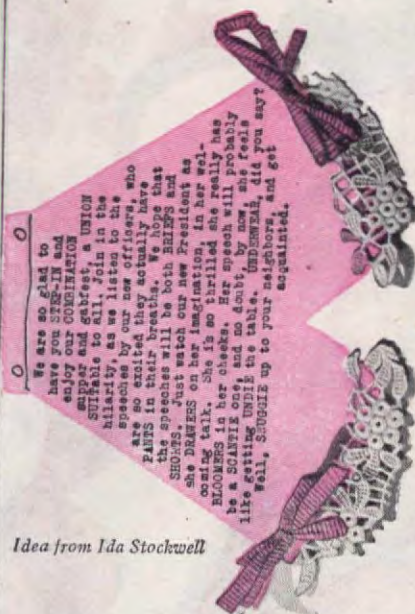 We are so glad to
have you STEP-IN and
enjoy our COMBINATION
supper and gabfest, a UNION
SUITable to all. Join in the
hilarity, as we listen to the
speeches by our new officers, who
are so excited they actually have
PANTS in their breaths. We hope that
the speeches will be both BRIEFS and
SHORTS. Just watch our new President as
she DRAWERS on her imagination, in her wel-
coming talk. She is so thrilled she really has
BLOOMERS in her cheeks. Her speech will probably
be a SCANTIE one, and no doubt, by now she feels
like getting UNDIE the table. UNDERWEAR, did you say?
Well, SNUGGIE up to your neighbors, and get
acquainted.
Idea from Ida Stockwell